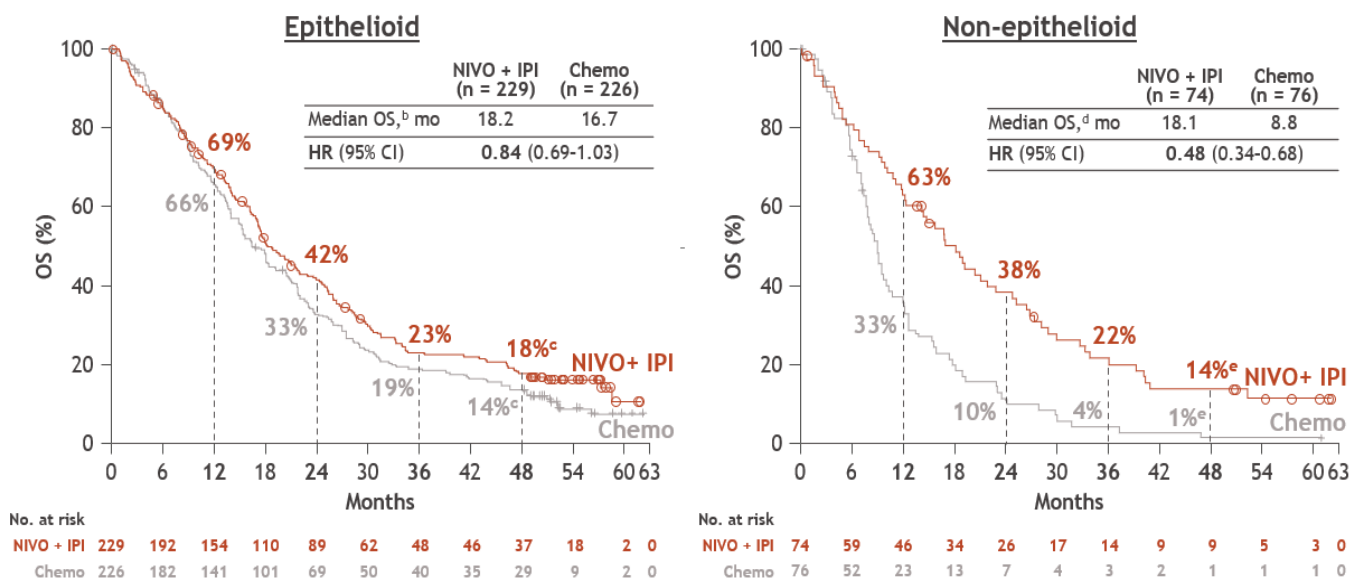 Epithelioid
NIVO + IPI Chemo
(n = 229) (n = 226)
Median OS,ᵇ mo 18.2 16.7
HR (95% CI) 0.84 (0.69-1.03)
100
80
60
40
20
0
OS (%)
69%
66%
42%
33%
23%
19%
18%ᶜ
14%ᶜ
NIVO+ IPI
Chemo
0 6 12 18 24 30 36 42 48 54 60 63
Months
No. at risk
NIVO + IPI 229 192 154 110 89 62 48 46 37 18 2 0
Chemo 226 182 141 101 69 50 40 35 29 9 2 0
Non-epithelioid
NIVO + IPI Chemo
(n = 74) (n = 76)
Median OS,ᵈ mo 18.1 8.8
HR (95% CI) 0.48 (0.34-0.68)
100
80
60
40
20
0
OS (%)
63%
33%
38%
10%
22%
4%
14%ᵉ
1%ᵉ
NIVO+ IPI
Chemo
0 6 12 18 24 30 36 42 48 54 60 63
Months
No. at risk
NIVO + IPI 74 59 46 34 26 17 14 9 9 5 3 0
Chemo 76 52 23 13 7 4 3 2 1 1 1 0